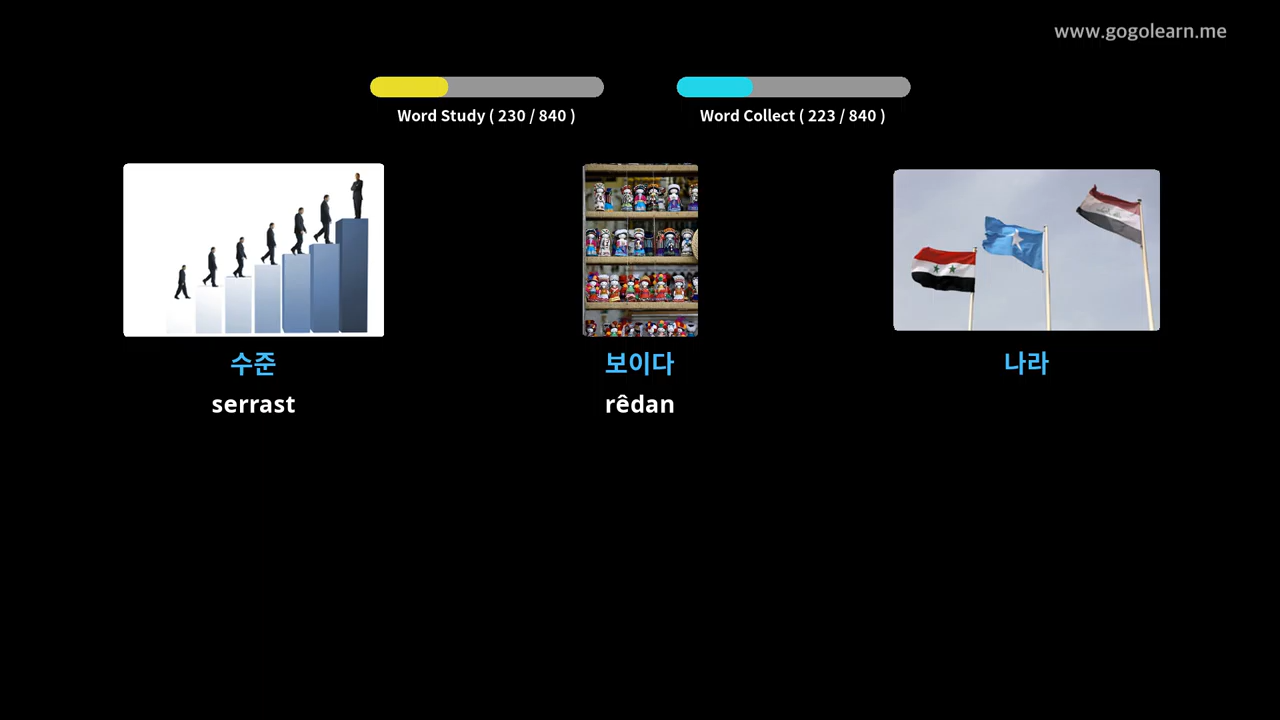 www.gogolearn.me
Word Study ( 230 / 840 )
Word Collect ( 223 / 840 )
수준
serrast
보이다
rêdan
나라